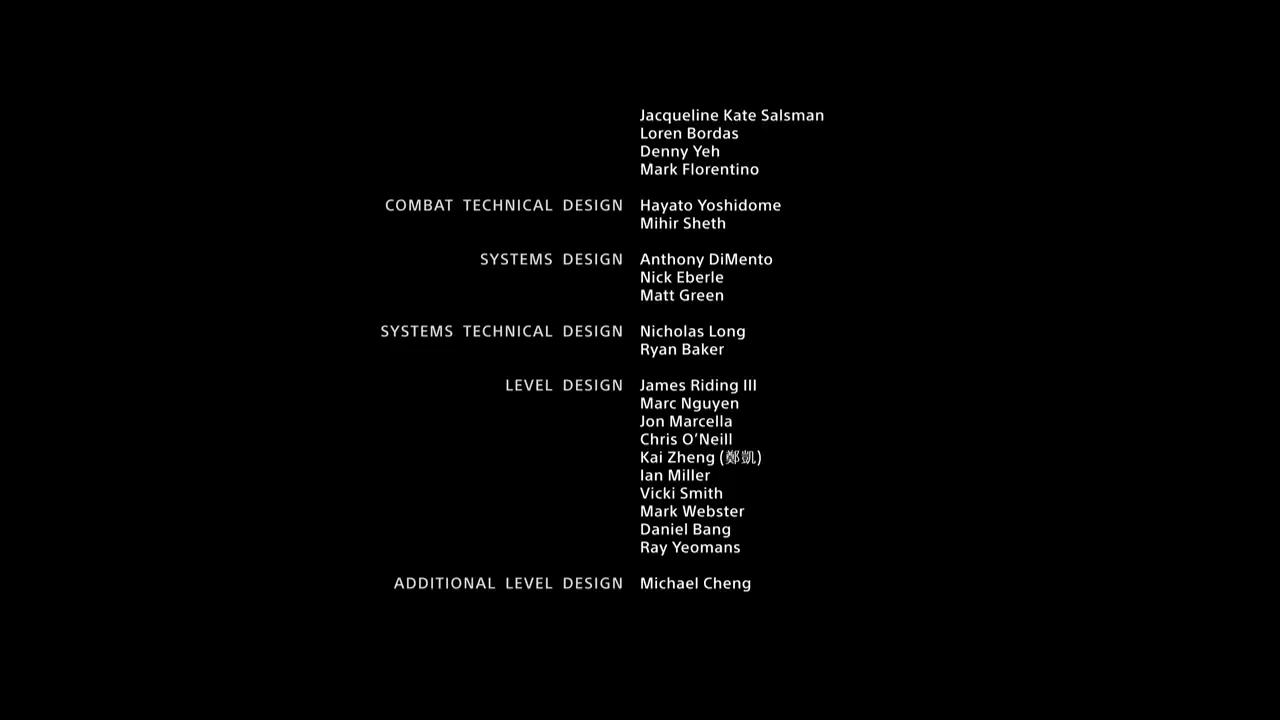 Jacqueline Kate Salsman
Loren Bordas
Denny Yeh
Mark Florentino
COMBAT TECHNICAL DESIGN Hayato Yoshidome
Mihir Sheth
SYSTEMS DESIGN Anthony DiMento
Nick Eberle
Matt Green
SYSTEMS TECHNICAL DESIGN Nicholas Long
Ryan Baker
LEVEL DESIGN James Riding III
Marc Nguyen
Jon Marcella
Chris O’Neill
Kai Zheng (鄭凱)
Ian Miller
Vicki Smith
Mark Webster
Daniel Bang
Ray Yeomans
ADDITIONAL LEVEL DESIGN Michael Cheng